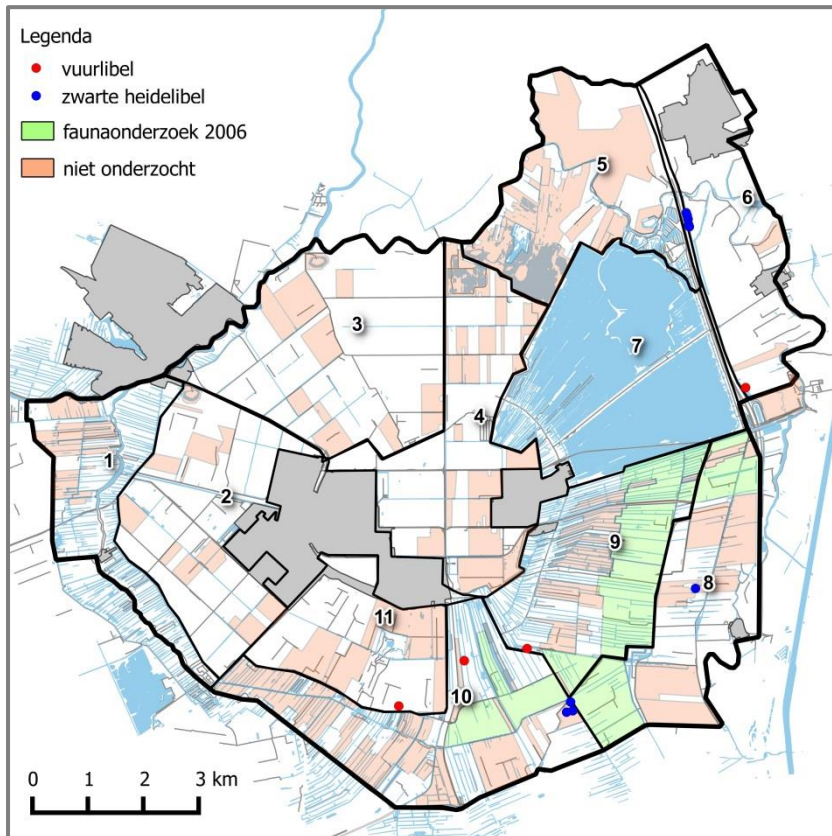 Legenda
vuurlibel
zwarte heidelibel
faunaonderzoek 2006
niet onderzocht
5
6
3
7
4
1
2
9
8
11
10
0 1 2 3 km